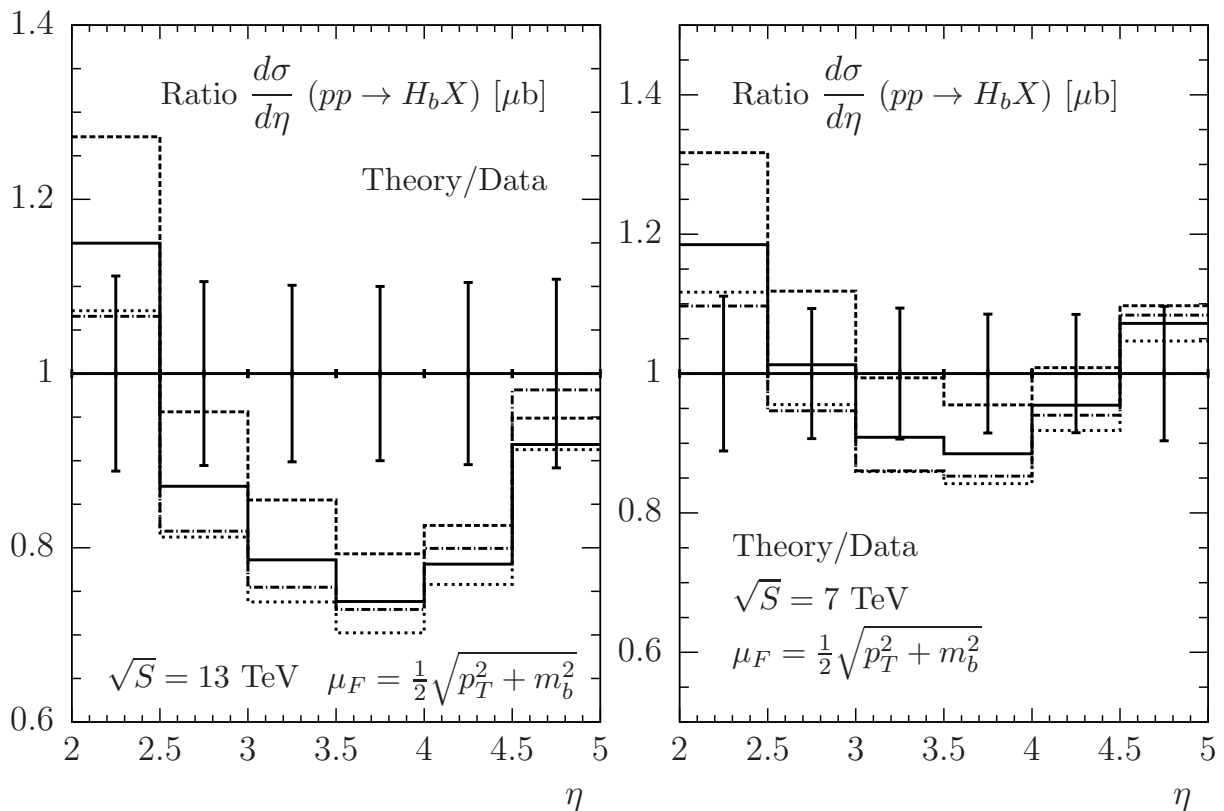 1.4
1.2
1
0.8
0.6
2 2.5 3 3.5 4 4.5 5
η
Ratio dσ/dη (pp → H_bX) [μb]
Theory/Data
√S = 13 TeV μ_F = ½√(p_T² + m_b²)
1.4
1.2
1
0.8
0.6
2 2.5 3 3.5 4 4.5 5
η
Ratio dσ/dη (pp → H_bX) [μb]
Theory/Data
√S = 7 TeV
μ_F = ½√(p_T² + m_b²)